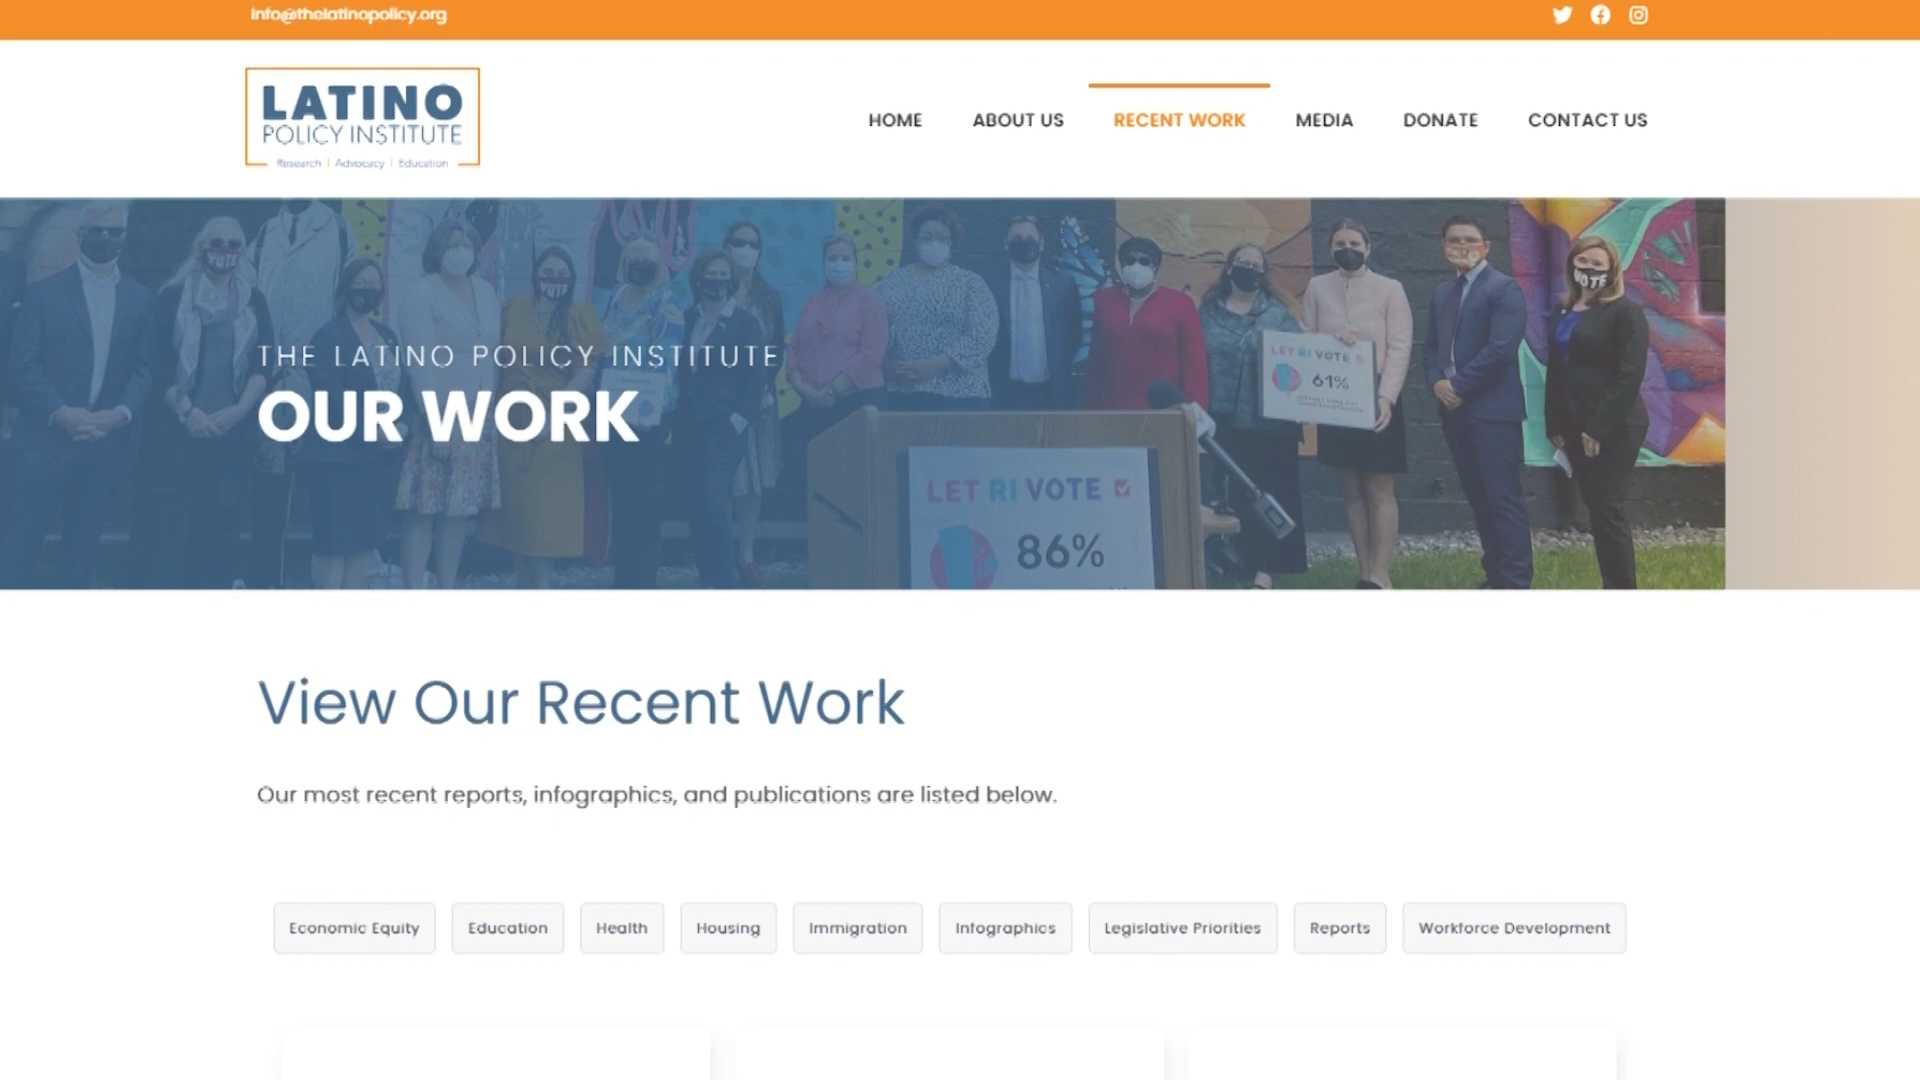 info@thelatinopolicy.org
LATINO
POLICY INSTITUTE
Research | Advocacy | Education
HOME ABOUT US RECENT WORK MEDIA DONATE CONTACT US
VOTE
VOTE
VOTE
THE LATINO POLICY INSTITUTE
OUR WORK
LET RI VOTE
61%
LET RI VOTE
86%
View Our Recent Work
Our most recent reports, infographics, and publications are listed below.
Economic Equity Education Health Housing Immigration Infographics Legislative Priorities Reports Workforce Development